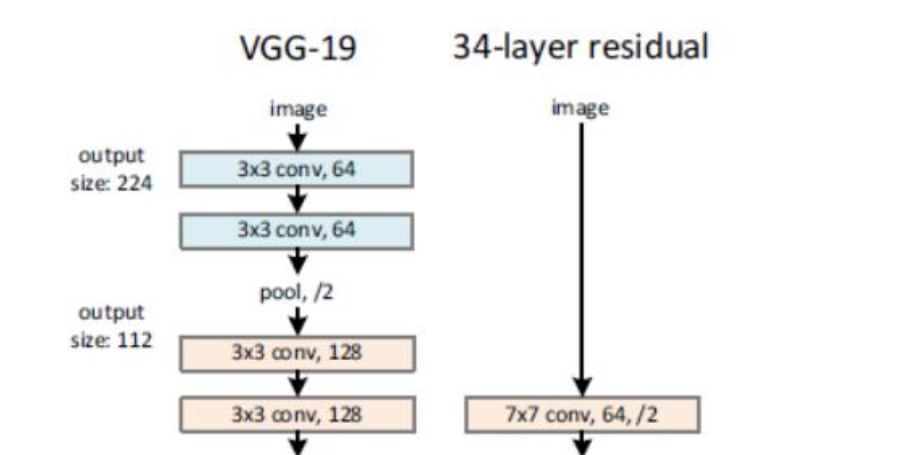 VGG-19
34-layer residual
image
image
output
size: 224
3x3 conv, 64
3x3 conv, 64
pool, /2
output
size: 112
3x3 conv, 128
3x3 conv, 128
7x7 conv, 64, /2